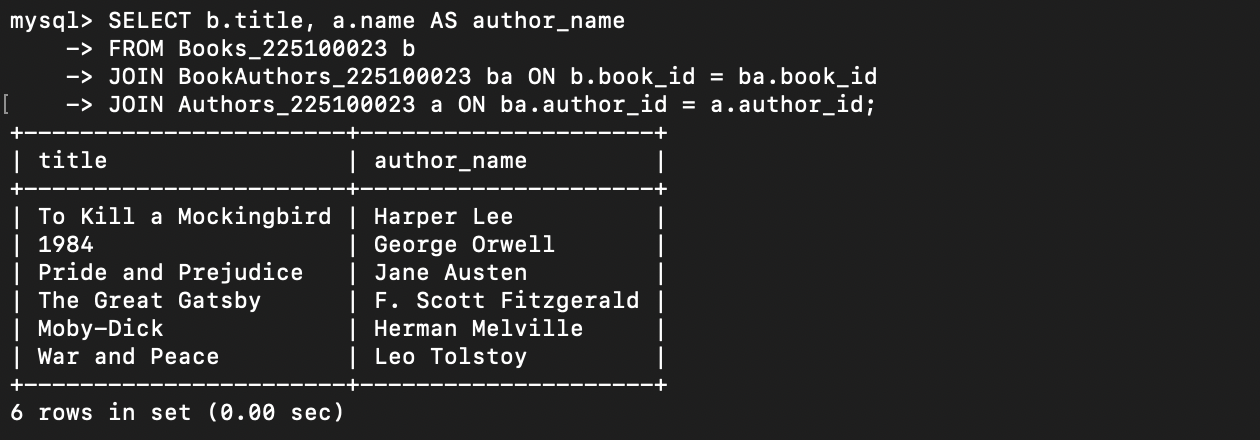 mysql> SELECT b.title, a.name AS author_name
    -> FROM Books_225100023 b
    -> JOIN BookAuthors_225100023 ba ON b.book_id = ba.book_id
[    -> JOIN Authors_225100023 a ON ba.author_id = a.author_id;
+-----------------------+---------------------+
| title                 | author_name         |
+-----------------------+---------------------+
| To Kill a Mockingbird | Harper Lee          |
| 1984                  | George Orwell       |
| Pride and Prejudice   | Jane Austen         |
| The Great Gatsby      | F. Scott Fitzgerald |
| Moby-Dick             | Herman Melville     |
| War and Peace         | Leo Tolstoy         |
+-----------------------+---------------------+
6 rows in set (0.00 sec)